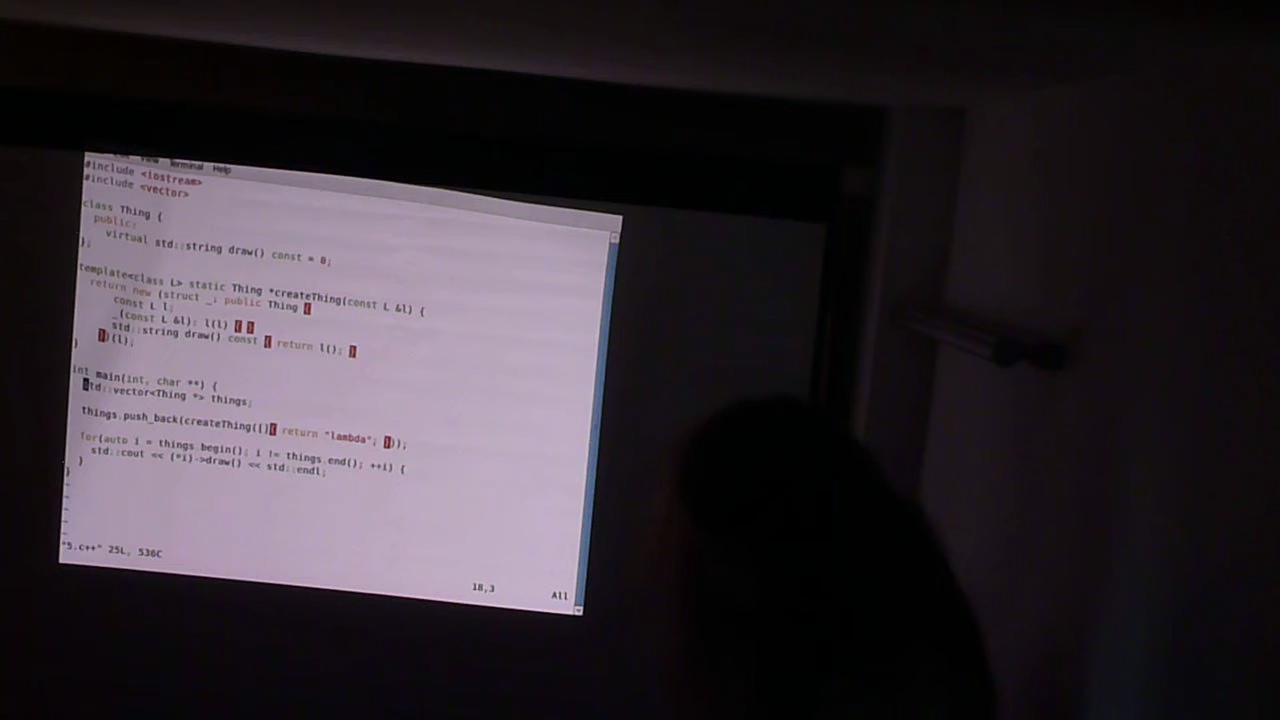 View Terminal Help
#include <iostream>
#include <vector>
class Thing {
public:
virtual std::string draw() const = 0;
};
template<class L> static Thing *createThing(const L &l) {
return new (struct _: public Thing {
const L l;
_(const L &l): l(l) { }
std::string draw() const { return l(); }
})(l);
}
int main(int, char **) {
std::vector<Thing *> things;
things.push_back(createThing([]{ return "lambda"; }));
for(auto i = things.begin(); i != things.end(); ++i) {
std::cout << (*i)->draw() << std::endl;
}
}
~
~
~
~
~
"5.c++" 25L, 536C
18,3 All